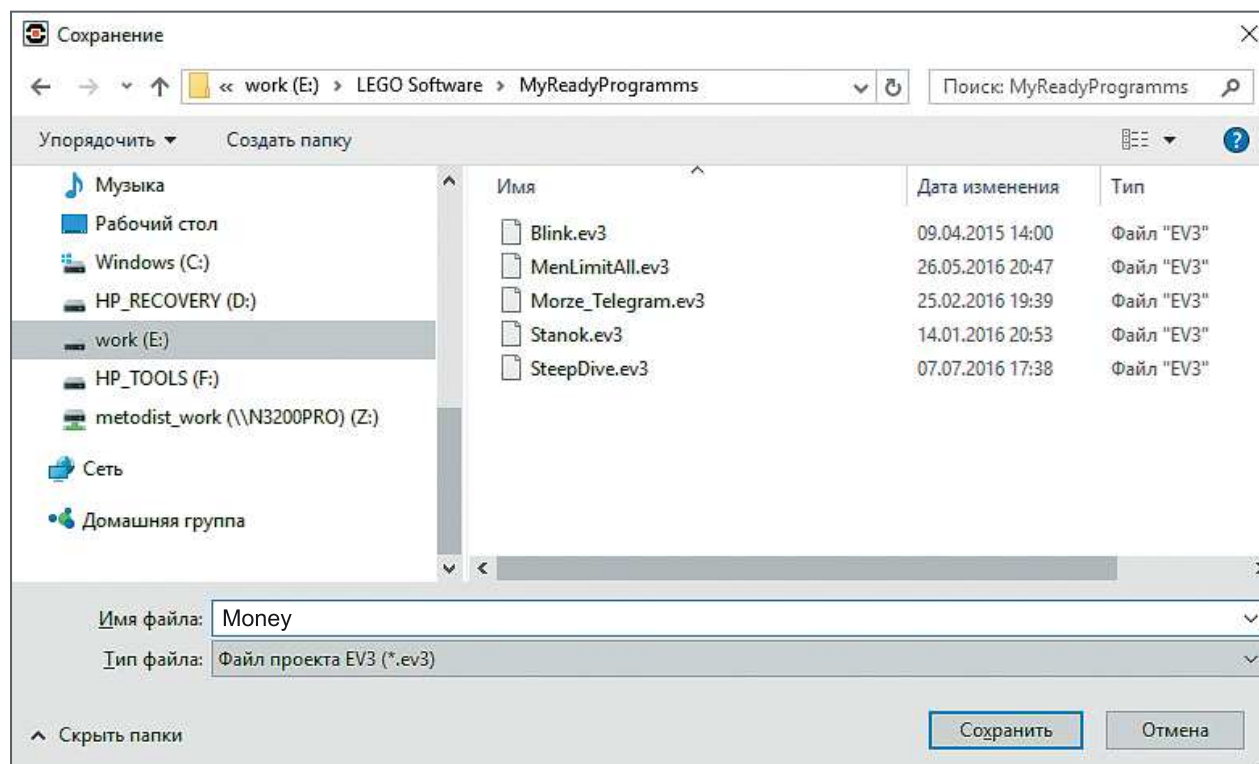 Сохранение
« work (E:) › LEGO Software › MyReadyProgramms
Поиск: MyReadyProgramms
Упорядочить
Создать папку
?
Музыка
Рабочий стол
Windows (C:)
HP_RECOVERY (D:)
work (E:)
HP_TOOLS (F:)
metodist_work (\\N3200PRO) (Z:)
Сеть
Домашняя группа
Имя Дата изменения Тип
Blink.ev3 09.04.2015 14:00 Файл "EV3"
MenLimitAll.ev3 26.05.2016 20:47 Файл "EV3"
Morze_Telegram.ev3 25.02.2016 19:39 Файл "EV3"
Stanok.ev3 14.01.2016 20:53 Файл "EV3"
SteepDive.ev3 07.07.2016 17:38 Файл "EV3"
Имя файла: Money
Тип файла: Файл проекта EV3 (*.ev3)
Скрыть папки
Сохранить
Отмена